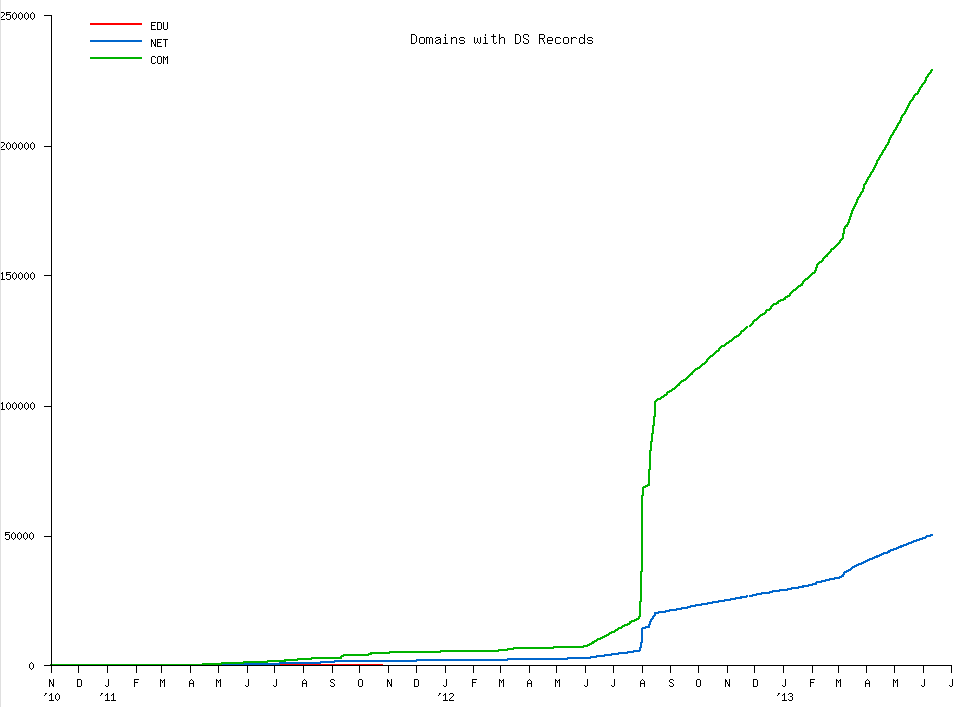 250000
EDU
NET
COM
Domains with DS Records
200000
150000
100000
50000
0
N D J F M A M J J A S O N D J F M A M J J A S O N D J F M A M J J
'10 '11 '12 '13